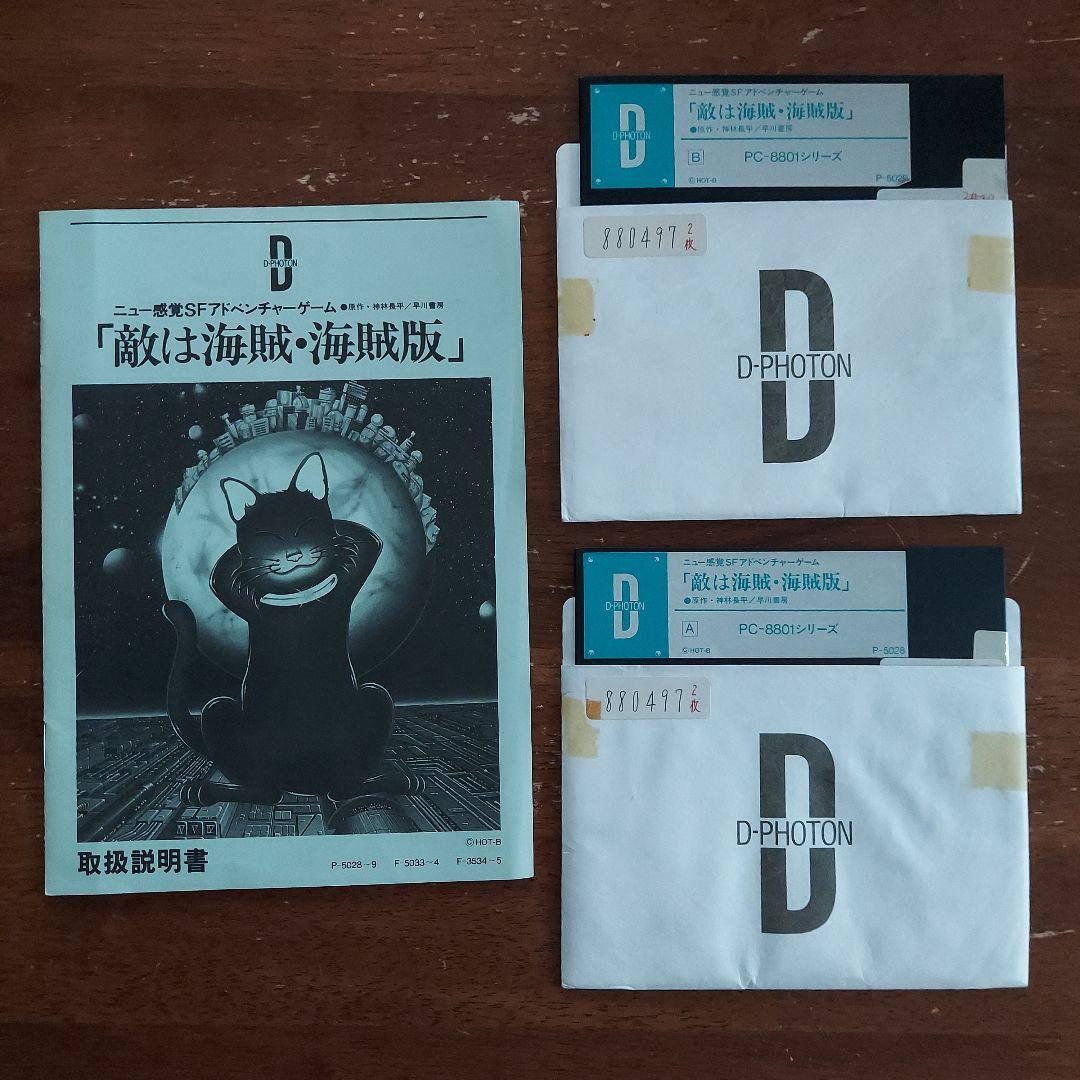 D
D-PHOTON
ニュー感覚SFアドベンチャーゲーム ●原作・神林長平/早川書房
「敵は海賊・海賊版」
©HOT-B
取扱説明書
P-5028~9 F-5033~4 F-3534~5
D
D-PHOTON
ニュー感覚SFアドベンチャーゲーム
「敵は海賊・海賊版」
●原作・神林長平/早川書房
B PC-8801シリーズ
©HOT-B
880497 2枚
D
D-PHOTON
D
D-PHOTON
ニュー感覚SFアドベンチャーゲーム
「敵は海賊・海賊版」
●原作・神林長平/早川書房
A PC-8801シリーズ
©HOT-B P-5028
880497 2枚
D
D-PHOTON